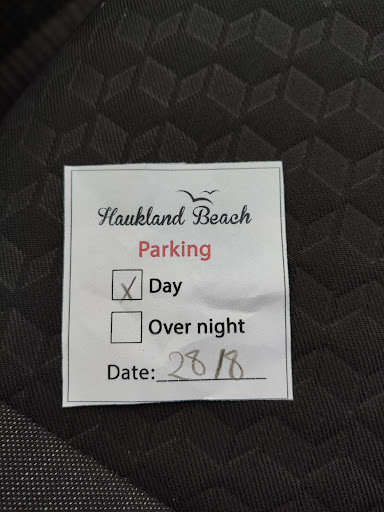 Haukland Beach
Parking
X Day
Over night
Date: 28/8